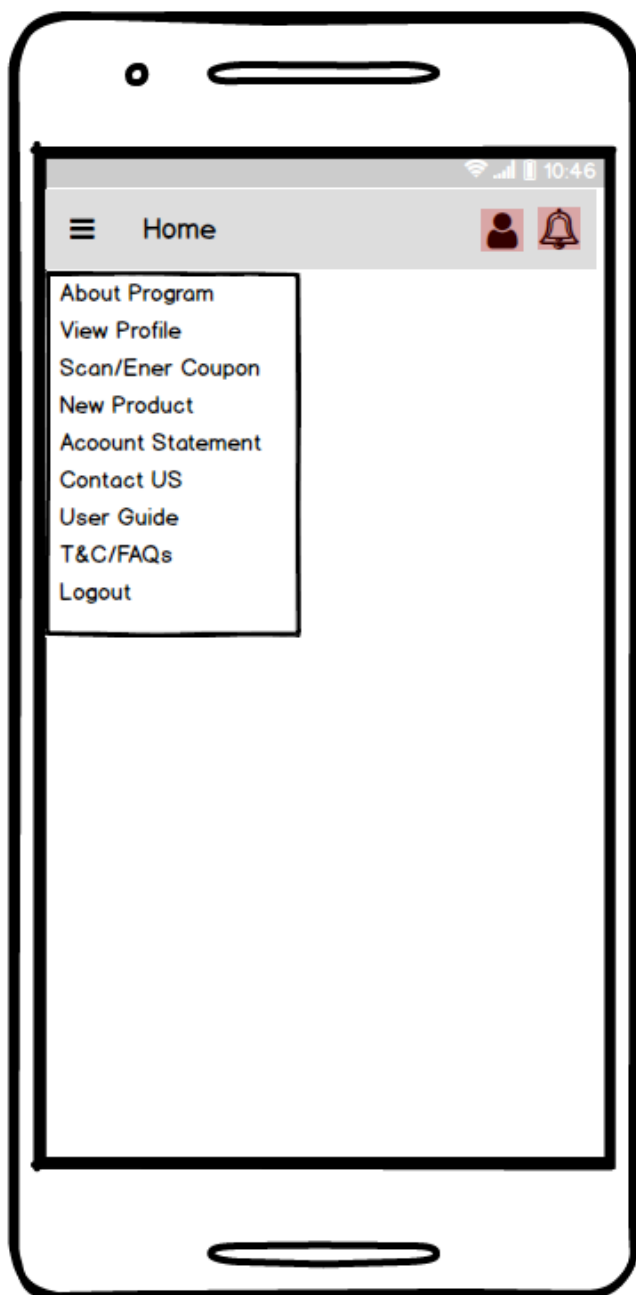 10:46
Home
About Program
View Profile
Scan/Ener Coupon
New Product
Acoount Statement
Contact US
User Guide
T&C/FAQs
Logout